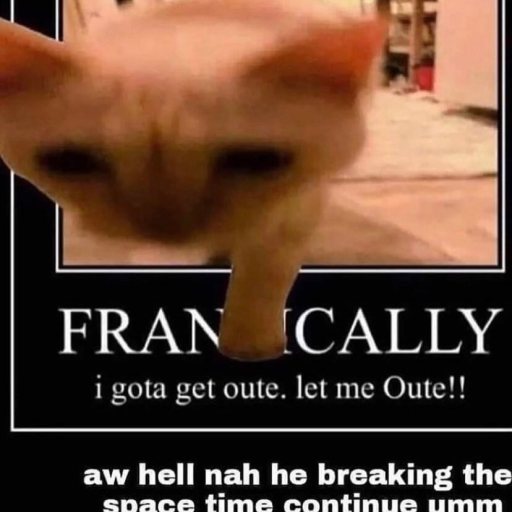 FRAN ICALLY
i gota get oute. let me Oute!!
aw hell nah he breaking the
space time continue umm